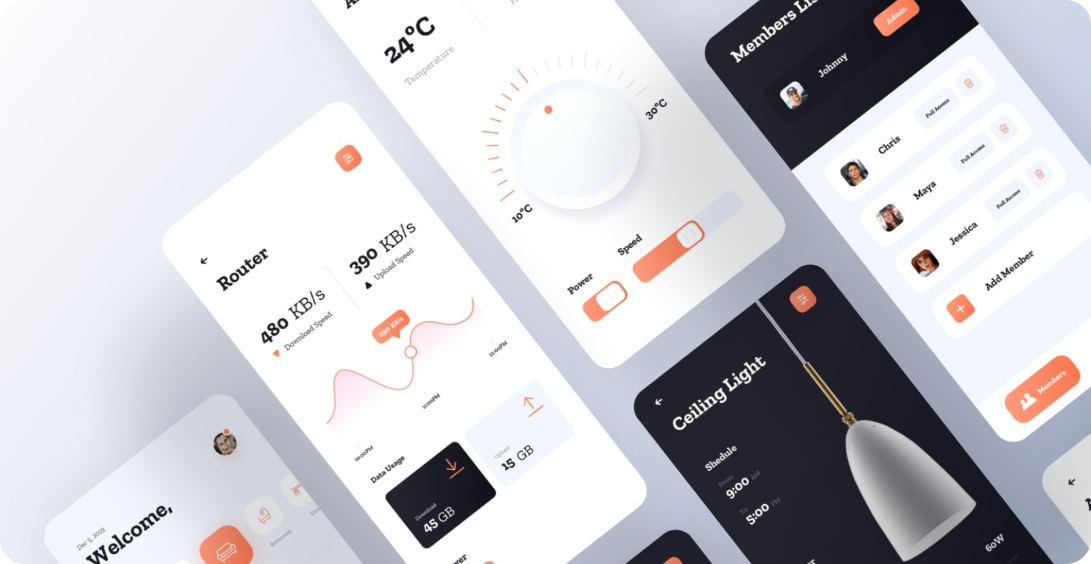 Dec 5, 2019
Welcome,
Bathroom
Router
480 KB/s
Download Speed
390 KB/s
Upload Speed
290 KB/s
10:00PM
11:00PM
12:00PM
Data Usage
Download
45 GB
Upload
15 GB
24°C
Temperature
10°C
30°C
Power
Speed
Ceiling Light
Shedule
From
9:00 AM
To
5:00 PM
60W
Members Lis
Johnny
Admin
Chris
Full Access
Maya
Full Access
Jessica
Full Access
Add Member
Members